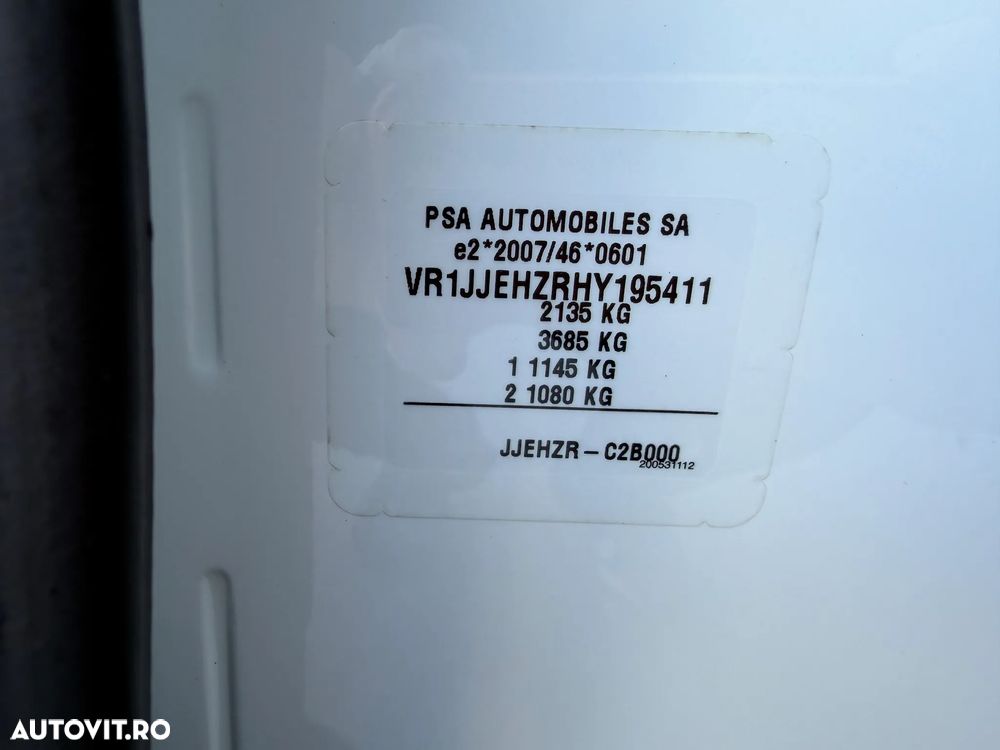 PSA AUTOMOBILES SA
e2*2007/46*0601
VR1JJEHZRHY195411
2135 KG
3685 KG
1 1145 KG
2 1080 KG
JJEHZR - C2B000
200531112
AUTOVIT.RO